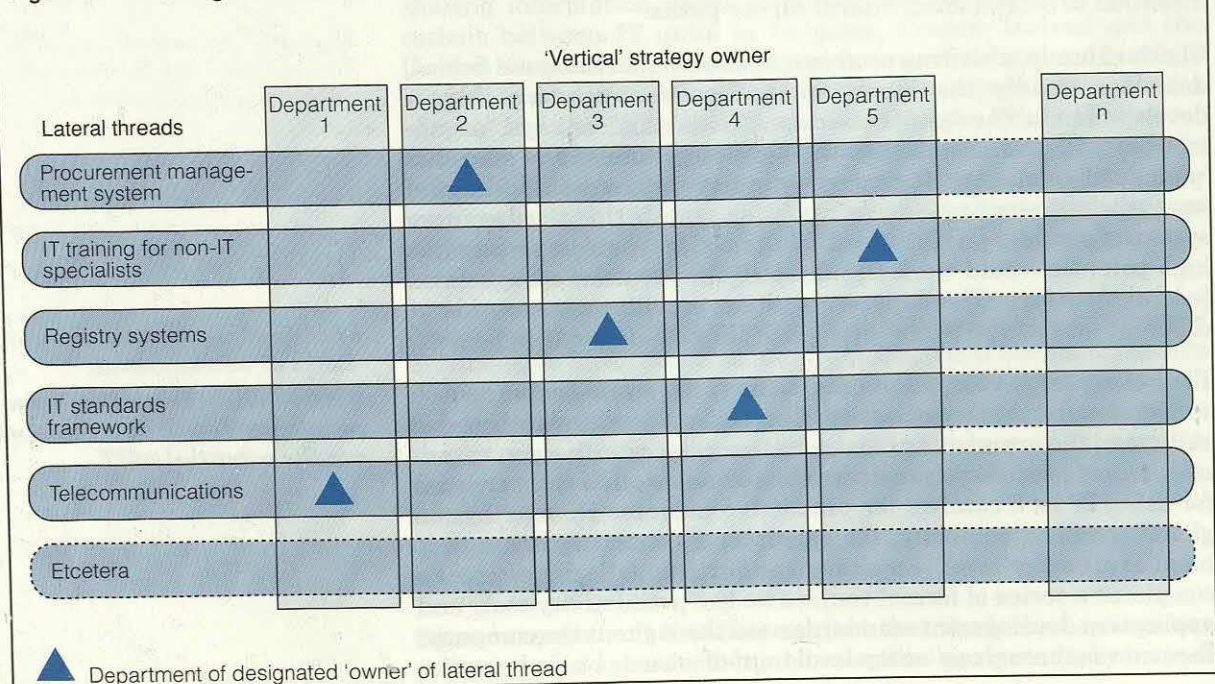 'Vertical' strategy owner
Lateral threads
Department 1
Department 2
Department 3
Department 4
Department 5
Department n
Procurement manage-
ment system
IT training for non-IT
specialists
Registry systems
IT standards
framework
Telecommunications
Etcetera
Department of designated 'owner' of lateral thread